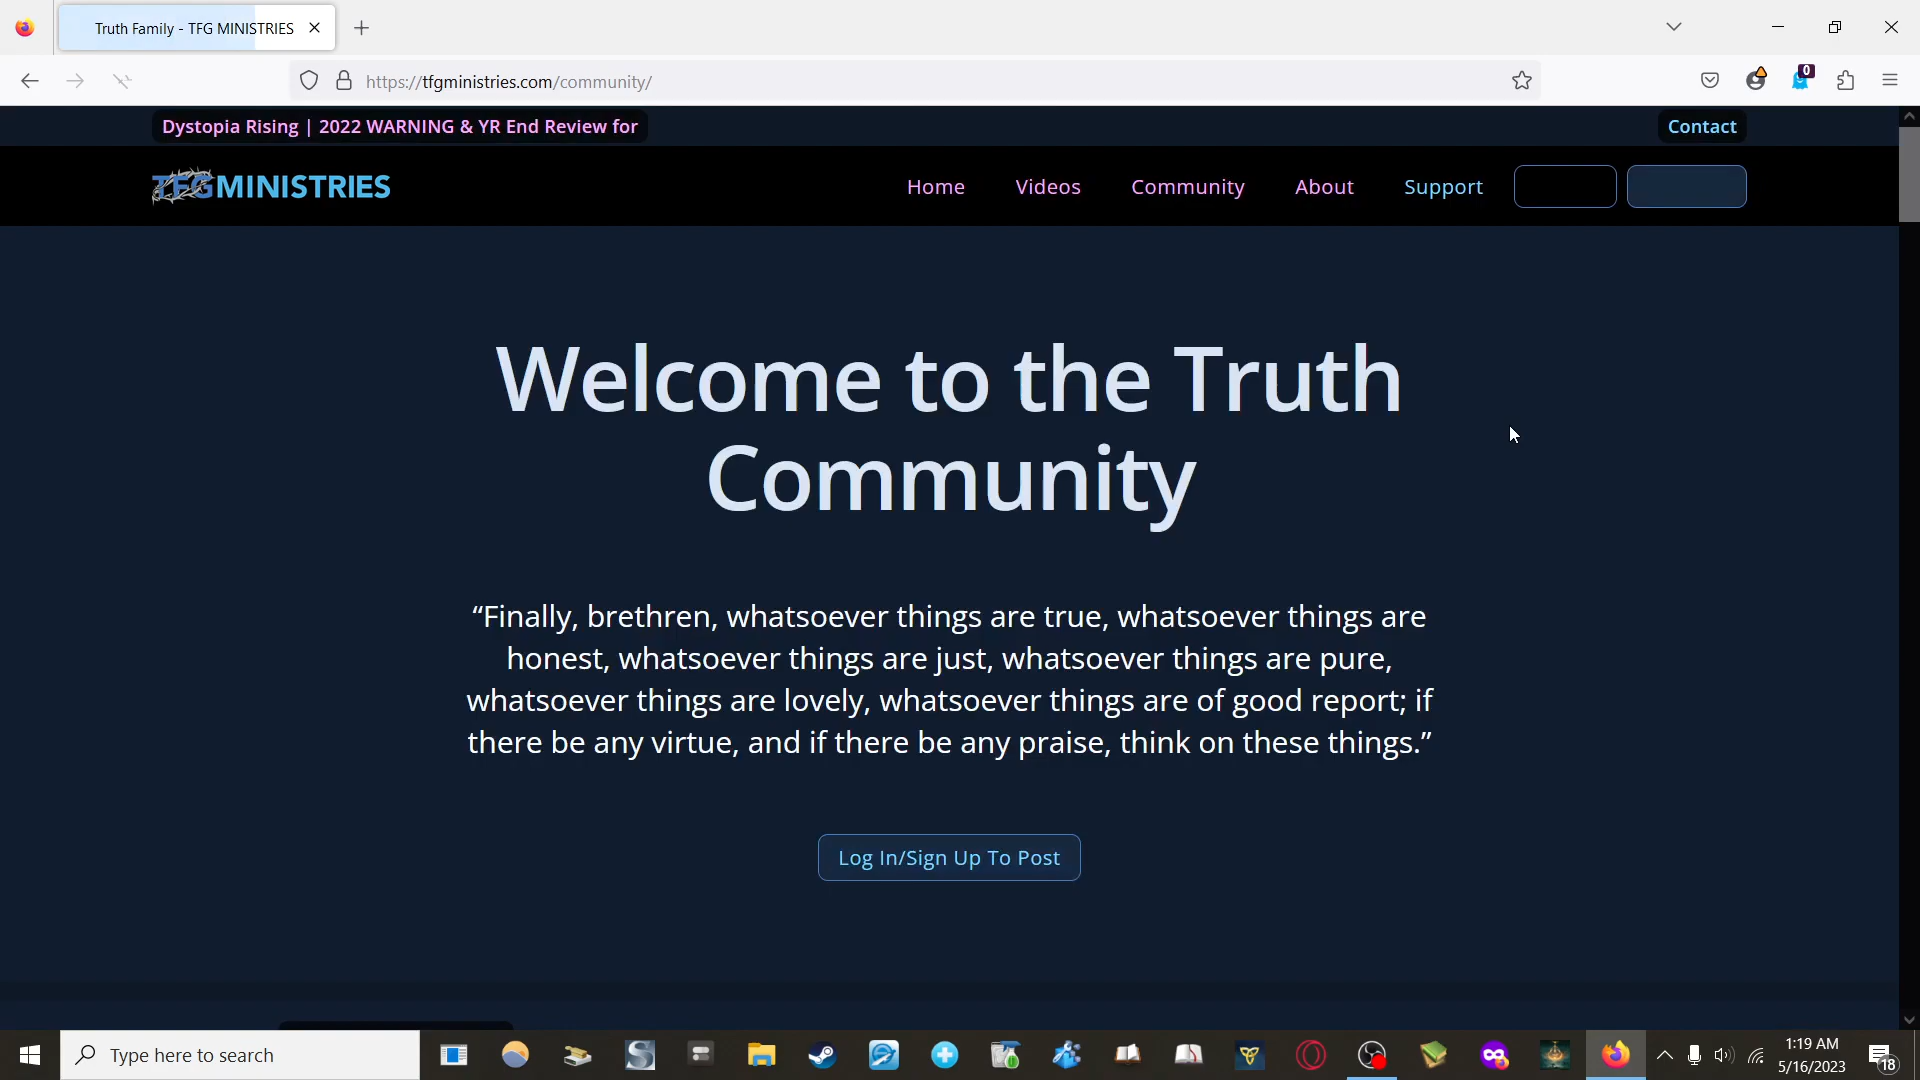 Truth Family - TFG MINISTRIES
https://tfgministries.com/community/
0
Dystopia Rising | 2022 WARNING & YR End Review for
Contact
TFGMINISTRIES
Home Videos Community About Support
Welcome to the Truth
Community
“Finally, brethren, whatsoever things are true, whatsoever things are
honest, whatsoever things are just, whatsoever things are pure,
whatsoever things are lovely, whatsoever things are of good report; if
there be any virtue, and if there be any praise, think on these things.”
Log In/Sign Up To Post
Type here to search
1:19 AM
5/16/2023
18